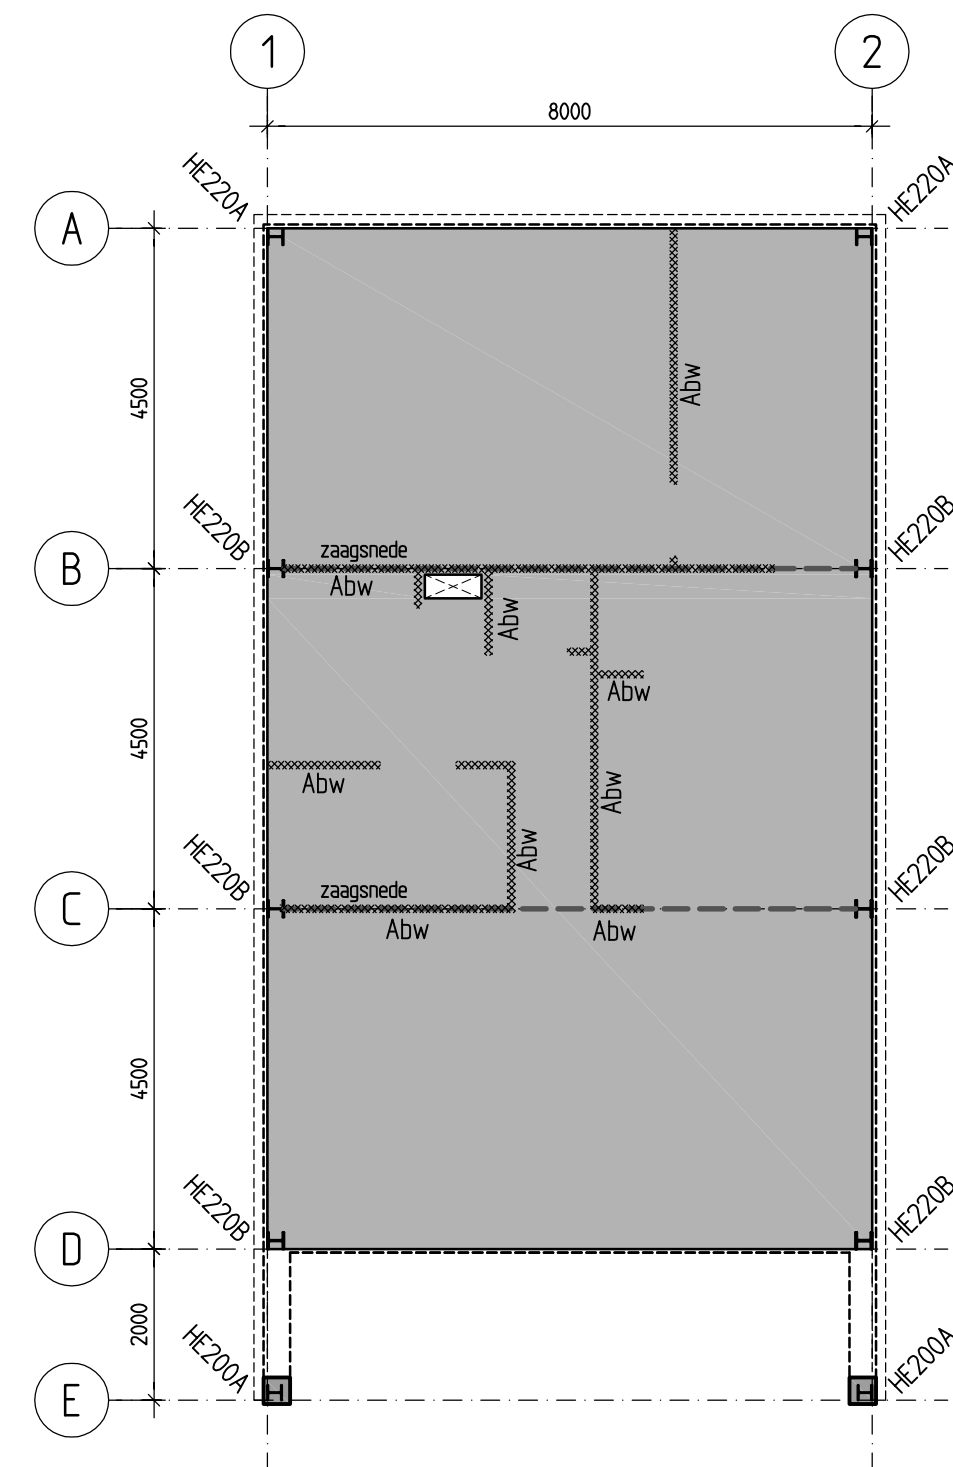 1
2
8000
HE220A
HE220A
A
4500
Abw
HE220B
HE220B
zaagsnede
B
Abw
Abw
Abw
4500
Abw
Abw
Abw
HE220B
HE220B
zaagsnede
C
Abw
Abw
4500
HE220B
HE220B
D
2000
HE200A
HE200A
E